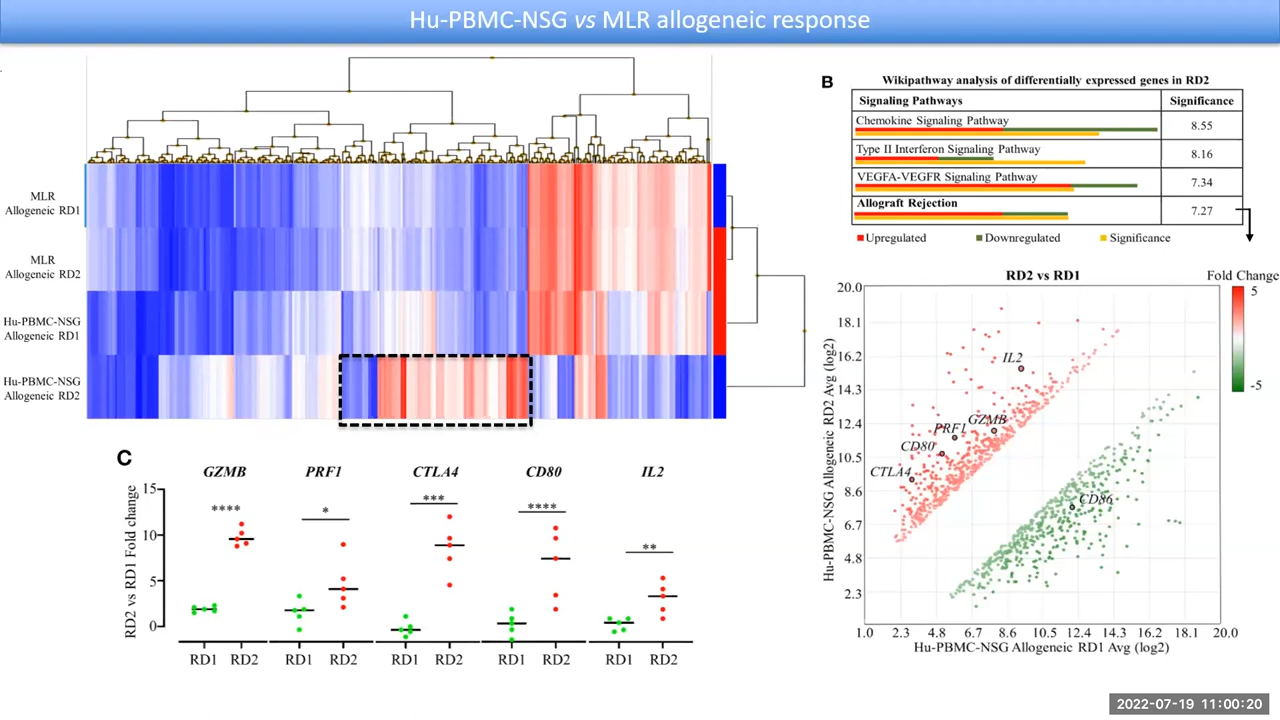 Hu-PBMC-NSG vs MLR allogeneic response
MLR
Allogeneic RD1
MLR
Allogeneic RD2
Hu-PBMC-NSG
Allogeneic RD1
Hu-PBMC-NSG
Allogeneic RD2
B
Wikipathway analysis of differentially expressed genes in RD2
Signaling Pathways Significance
Chemokine Signaling Pathway 8.55
Type II Interferon Signaling Pathway 8.16
VEGFA-VEGFR Signaling Pathway 7.34
Allograft Rejection 7.27
Upregulated Downregulated Significance
RD2 vs RD1
Fold Change
5
-5
Hu-PBMC-NSG Allogeneic RD2 Avg (log2)
20.0
18.1
16.2
14.3
12.4
10.5
8.6
6.7
4.8
2.3
IL2
GZMB
PRF1
CD80
CTLA4
CD86
1.0 2.3 4.8 6.7 8.6 10.5 12.4 14.3 16.2 18.1 20.0
Hu-PBMC-NSG Allogeneic RD1 Avg (log2)
C
GZMB PRF1 CTLA4 CD80 IL2
RD2 vs RD1 Fold change
15
10
5
0
**** * *** **** **
RD1 RD2 RD1 RD2 RD1 RD2 RD1 RD2 RD1 RD2
2022-07-19 11:00:20